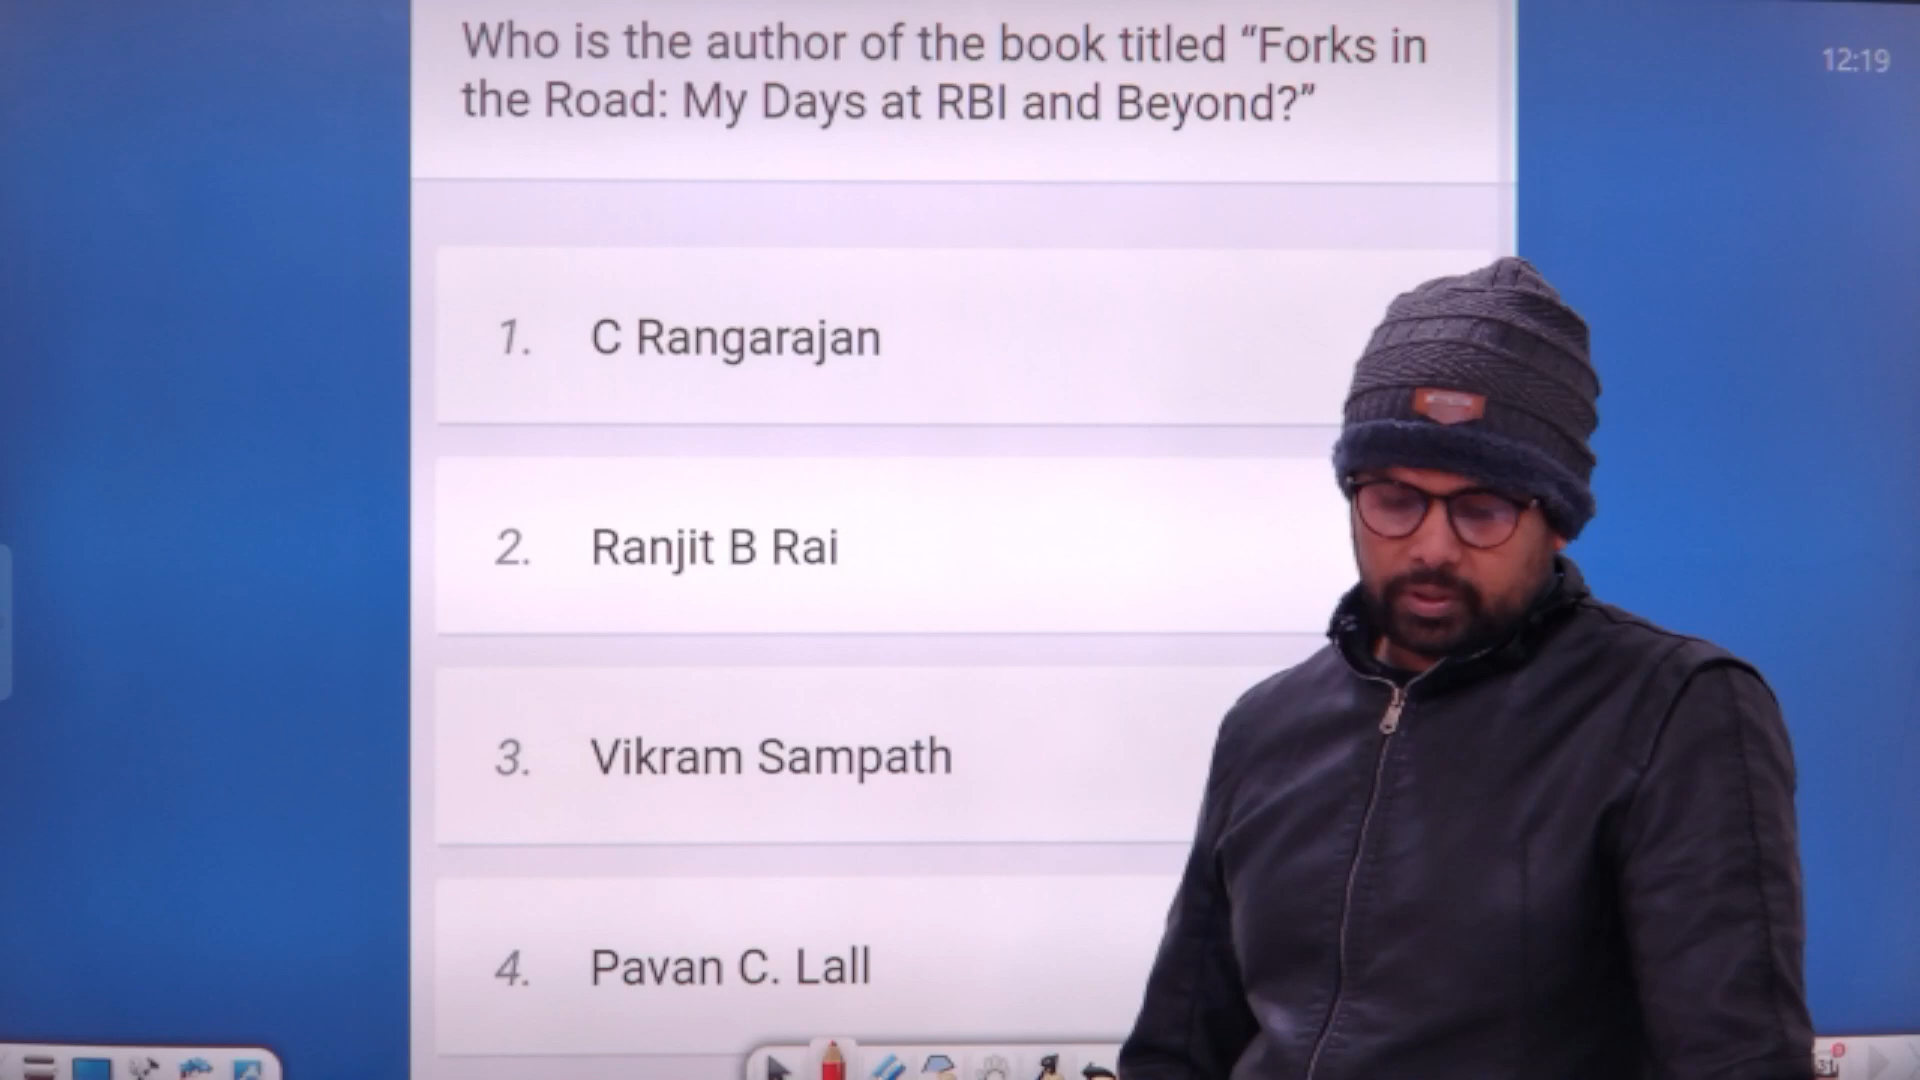 Who is the author of the book titled “Forks in
the Road: My Days at RBI and Beyond?”
12:19
1. C Rangarajan
2. Ranjit B Rai
3. Vikram Sampath
4. Pavan C. Lall
31